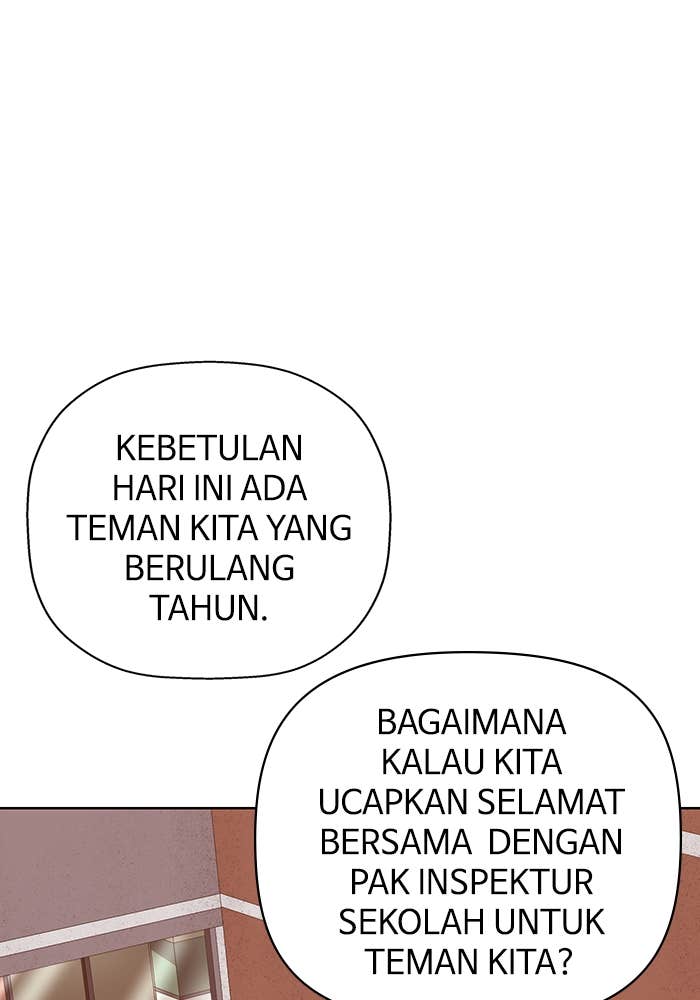 KEBETULAN
HARI INI ADA
TEMAN KITA YANG
BERULANG
TAHUN.
BAGAIMANA
KALAU KITA
UCAPKAN SELAMAT
BERSAMA DENGAN
PAK INSPEKTUR
SEKOLAH UNTUK
TEMAN KITA?